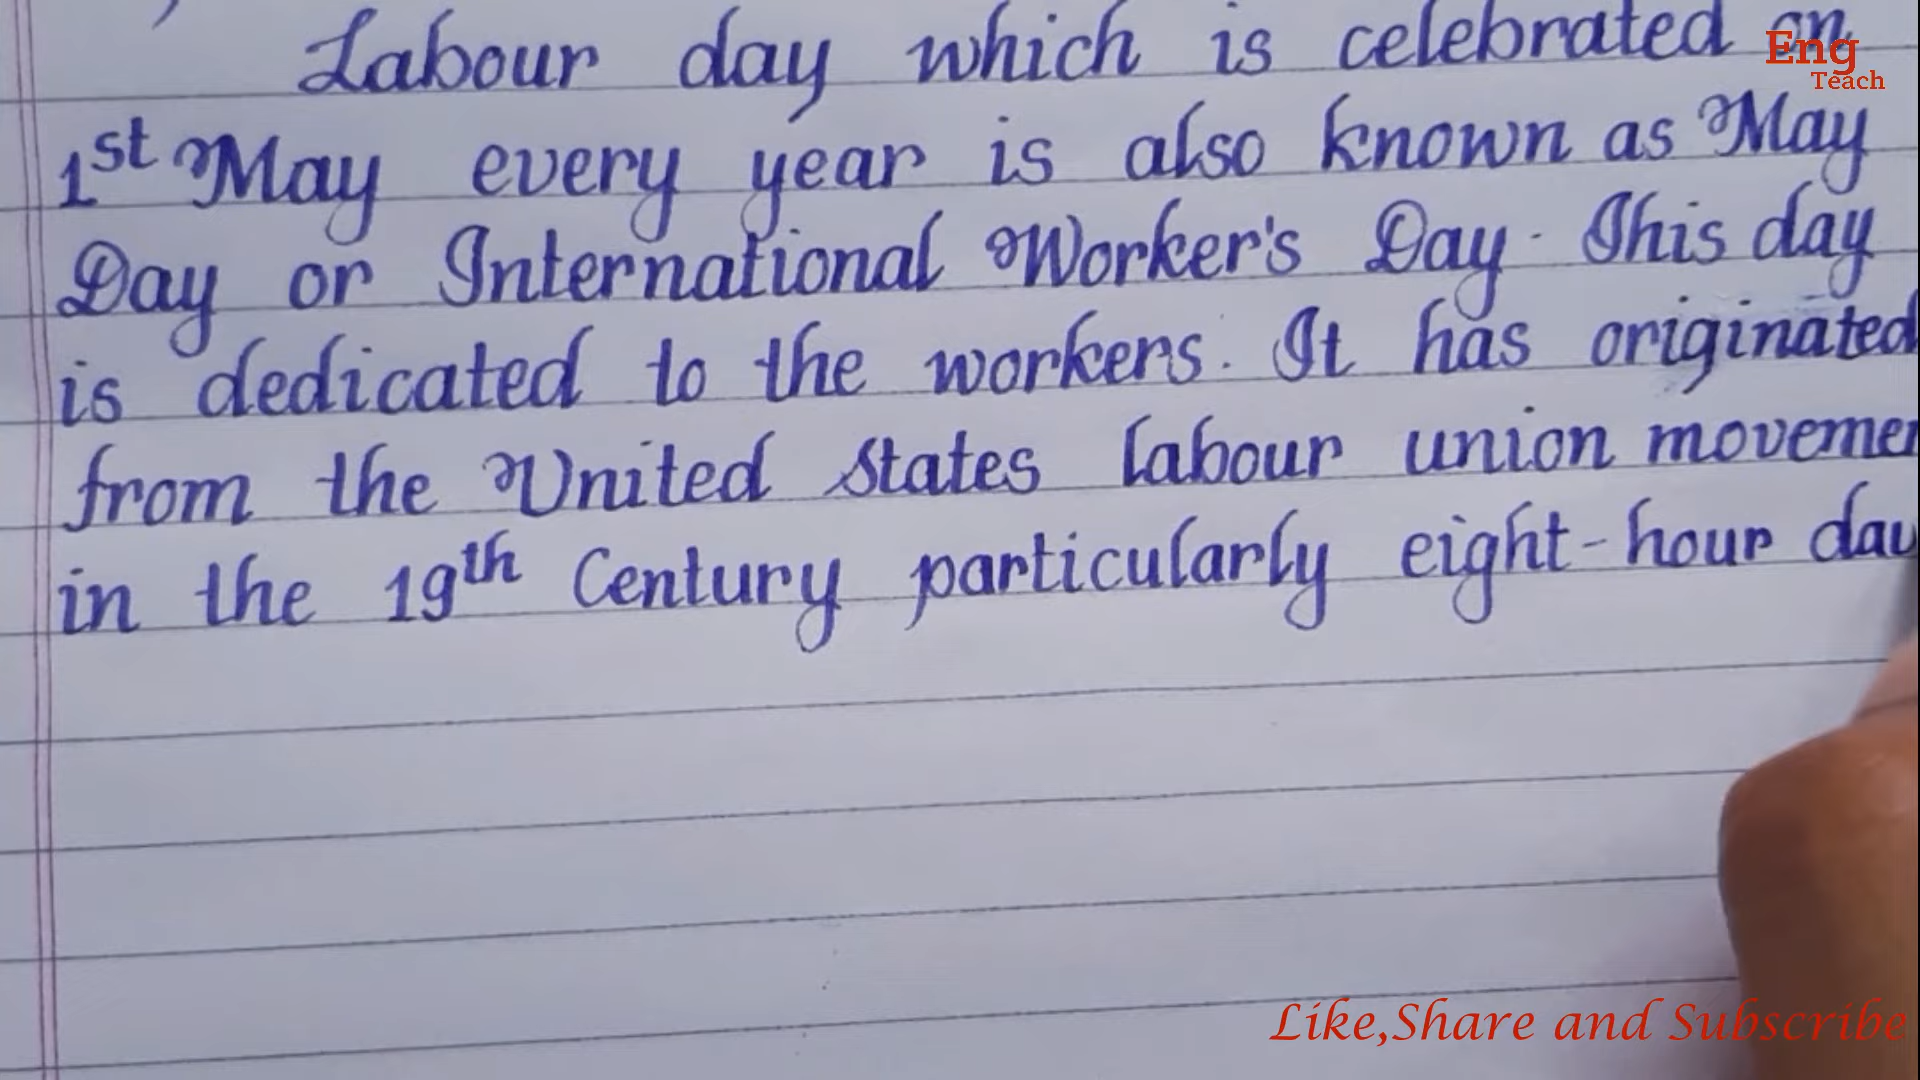 Labour day which is celebrated on
Eng
Teach
1st May every year is also known as May
Day or International Worker's Day. This day
is dedicated to the workers. It has originated
from the United States labour union movemen
in the 19th Century particularly eight-hour day
Like,Share and Subscribe